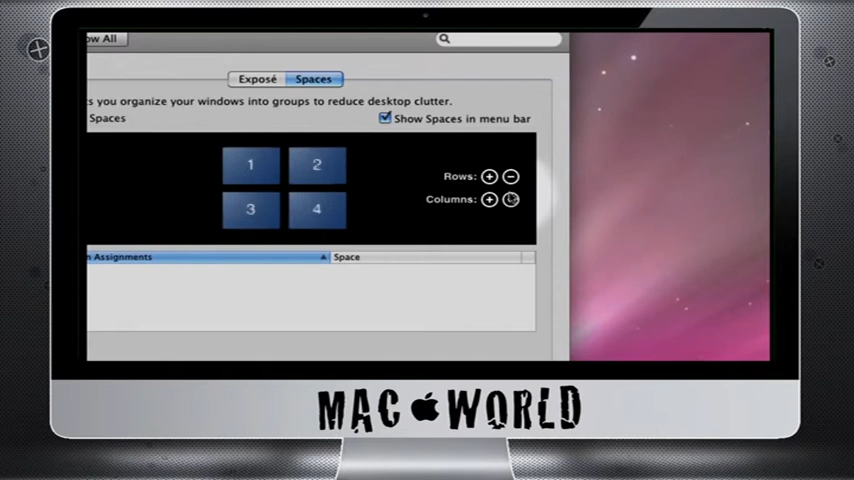 ow All
Exposé Spaces
ts you organize your windows into groups to reduce desktop clutter.
Spaces
Show Spaces in menu bar
1 2
3 4
Rows:
Columns:
n Assignments
Space
MAC WORLD